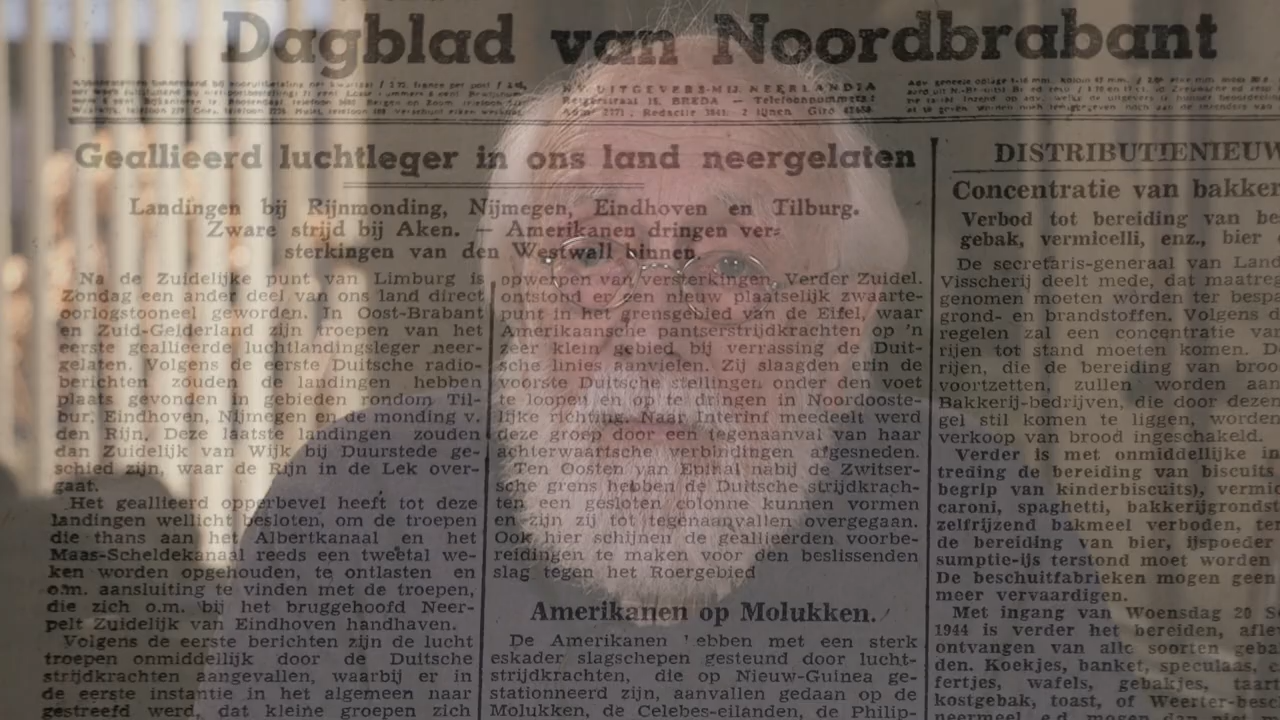 Dagblad van Noordbrabant
N.V. UITGEVERS-MIJ. NEERLANDIA
Reigerstraat 16, BREDA — Telefoonnummers:
Geallieerd luchtleger in ons land neergelaten
Landingen bij Rijnmonding, Nijmegen, Eindhoven en Tilburg.
Zware strijd bij Aken. — Amerikanen dringen ver-
sterkingen van den Westwall binnen.
Na de Zuidelijke punt van Limburg is
Zondag een ander deel van ons land direct
oorlogstooneel geworden. In Oost-Brabant
en Zuid-Gelderland zijn troepen van het
eerste geallieerde luchtlandingsleger neer-
gelaten. Volgens de eerste Duitsche radio-
berichten zouden de landingen hebben
plaats gevonden in gebieden rondom Til-
burg, Eindhoven, Nijmegen en de monding v.
den Rijn. Deze laatste landingen zouden
dan Zuidelijk van Wijk bij Duurstede ge-
schied zijn, waar de Rijn in de Lek over-
gaat.
Het geallieerd opperbevel heeft tot deze
landingen wellicht besloten, om de troepen
die thans aan het Albertkanaal en het
Maas-Scheldekanaal reeds een tweetal we-
ken worden opgehouden, te ontlasten en
o.m. aansluiting te vinden met de troepen,
die zich o.m. bij het bruggehoofd Neer-
pelt Zuidelijk van Eindhoven handhaven.
Volgens de eerste berichten zijn de lucht
troepen onmiddellijk door de Duitsche
strijdkrachten aangevallen, waarbij er in
de eerste instantie in het algemeen naar
gestreefd werd, dat kleine groepen zich
opwerpen van versterkingen. Verder Zuidel.
ontstond er een nieuw plaatselijk zwaarte-
punt in het grensgebied van de Eifel, waar
Amerikaansche pantserstrijdkrachten op 'n
zeer klein gebied bij verrassing de Duit-
sche linies aanvielen. Zij slaagden erin de
voorste Duitsche stellingen onder den voet
te loopen en op te dringen in Noordooste-
lijke richting. Naar Interinf meedeelt werd
deze groep door een tegenaanval van haar
achterwaartsche verbindingen afgesneden.
Ten Oosten van Epinal nabij de Zwitser-
sche grens hebben de Duitsche strijdkrach-
ten een gesloten colonne kunnen vormen
en zijn zij tot tegenaanvallen overgegaan.
Ook hier schijnen de geallieerden voorbe-
reidingen te maken voor den beslissenden
slag tegen het Roergebied
Amerikanen op Molukken.
De Amerikanen ebben met een sterk
eskader slagschepen gesteund door lucht-
strijdkrachten, die op Nieuw-Guinea ge-
stationneerd zijn, aanvallen gedaan op de
Molukken, de Celebes-eilanden, de Philip-
DISTRIBUTIENIEUW
Concentratie van bakker
Verbod tot bereiding van be
gebak, vermicelli, enz., bier
De secretaris-generaal van Land
Visscherij deelt mede, dat maatreg
genomen moeten worden ter bespa
grond- en brandstoffen. Volgens d
regelen zal een concentratie van
rijen tot stand moeten komen. De
rijen, die de bereiding van broo
voortzetten, zullen worden aan
Bakkerij-bedrijven, die door dezen
gel stil komen te liggen, worden
verkoop van brood ingeschakeld.
Verder is met onmiddellijke in
treding de bereiding van biscuits
begrip van kinderbiscuits), vermic
caroni, spaghetti, bakkerijgrondst
zelfrijzend bakmeel verboden, ter
de bereiding van bier, ijspoeder
sumptie-ijs terstond moet worden
De beschuitfabrieken mogen geen
meer vervaardigen.
Met ingang van Woensdag 20 S
1944 is verder het bereiden, aflev
ontvangen van alle soorten geba
den. Koekjes, banket, speculaas, c
fertjes, wafels, gebakjes, taart
kostgebak, toast, of Weerter-besc
neermeel e.d. mogen dan